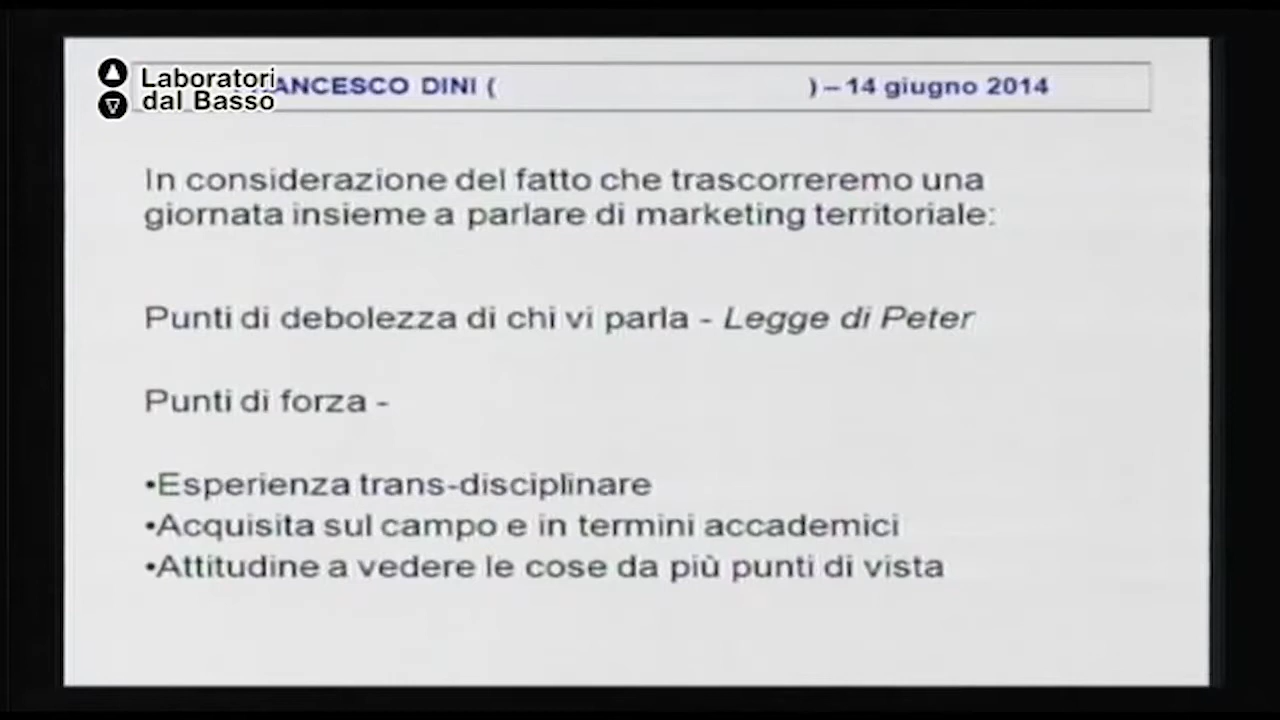 Laboratori
dal Basso
ANCESCO DINI ( ) – 14 giugno 2014
In considerazione del fatto che trascorreremo una
giornata insieme a parlare di marketing territoriale:
Punti di debolezza di chi vi parla - Legge di Peter
Punti di forza -
•Esperienza trans-disciplinare
•Acquisita sul campo e in termini accademici
•Attitudine a vedere le cose da più punti di vista